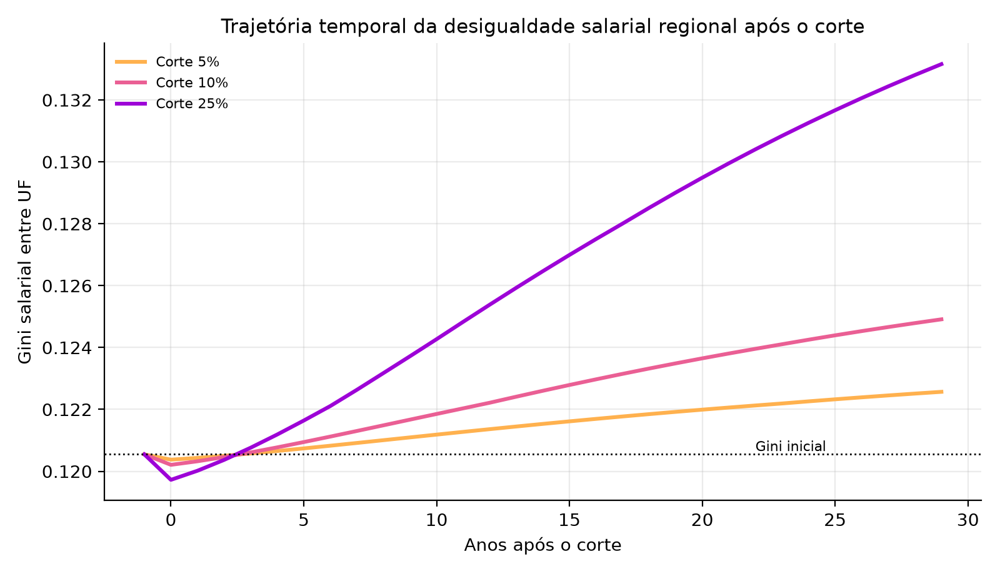 Trajetória temporal da desigualdade salarial regional após o corte
Corte 5%
Corte 10%
Corte 25%
Gini salarial entre UF
0.132
0.130
0.128
0.126
0.124
0.122
0.120
Gini inicial
0 5 10 15 20 25 30
Anos após o corte